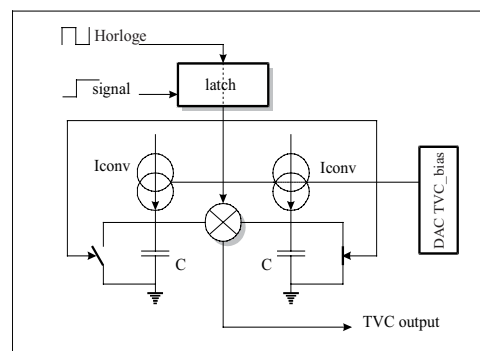 Horloge
signal
latch
Iconv
Iconv
DAC TVC_bias
C
C
TVC output